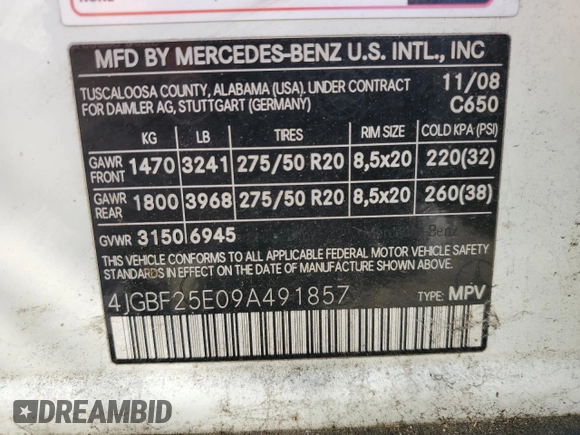 MFD BY MERCEDES-BENZ U.S. INTL., INC
TUSCALOOSA COUNTY, ALABAMA (USA). UNDER CONTRACT 11/08
FOR DAIMLER AG, STUTTGART (GERMANY) C650
KG LB TIRES RIM SIZE COLD KPA (PSI)
GAWR FRONT 1470 3241 275/50 R20 8,5x20 220(32)
GAWR REAR 1800 3968 275/50 R20 8,5x20 260(38)
GVWR 3150 6945
Mercedes-Benz
THIS VEHICLE CONFORMS TO ALL APPLICABLE FEDERAL MOTOR VEHICLE SAFETY
STANDARDS IN EFFECT ON THE DATE OF MANUFACTURE SHOWN ABOVE.
4JGBF25E09A491857 TYPE: MPV
DREAMBID